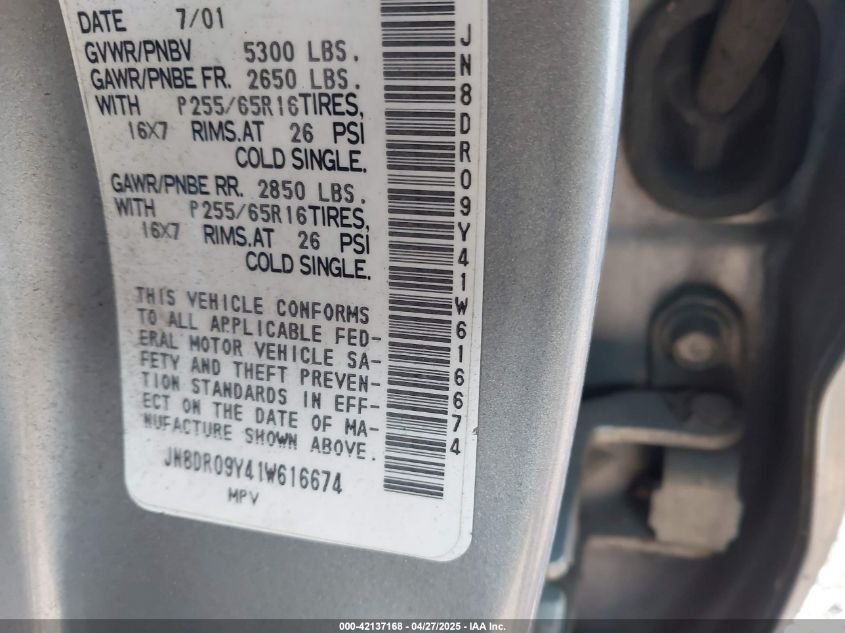 DATE 7/01
GVWR/PNBV 5300 LBS.
GAWR/PNBE FR. 2650 LBS.
WITH P255/65R16TIRES,
16X7 RIMS.AT 26 PSI
COLD SINGLE.
GAWR/PNBE RR. 2850 LBS.
WITH P255/65R16TIRES,
16X7 RIMS.AT 26 PSI
COLD SINGLE.
THIS VEHICLE CONFORMS
TO ALL APPLICABLE FED-
ERAL MOTOR VEHICLE SA-
FETY AND THEFT PREVEN-
TION STANDARDS IN EFF-
ECT ON THE DATE OF MA-
NUFACTURE SHOWN ABOVE.
JN8DR09Y41W616674
MPV
JN8DR09Y41W616674
000-42137168 - 04/27/2025 - IAA Inc.